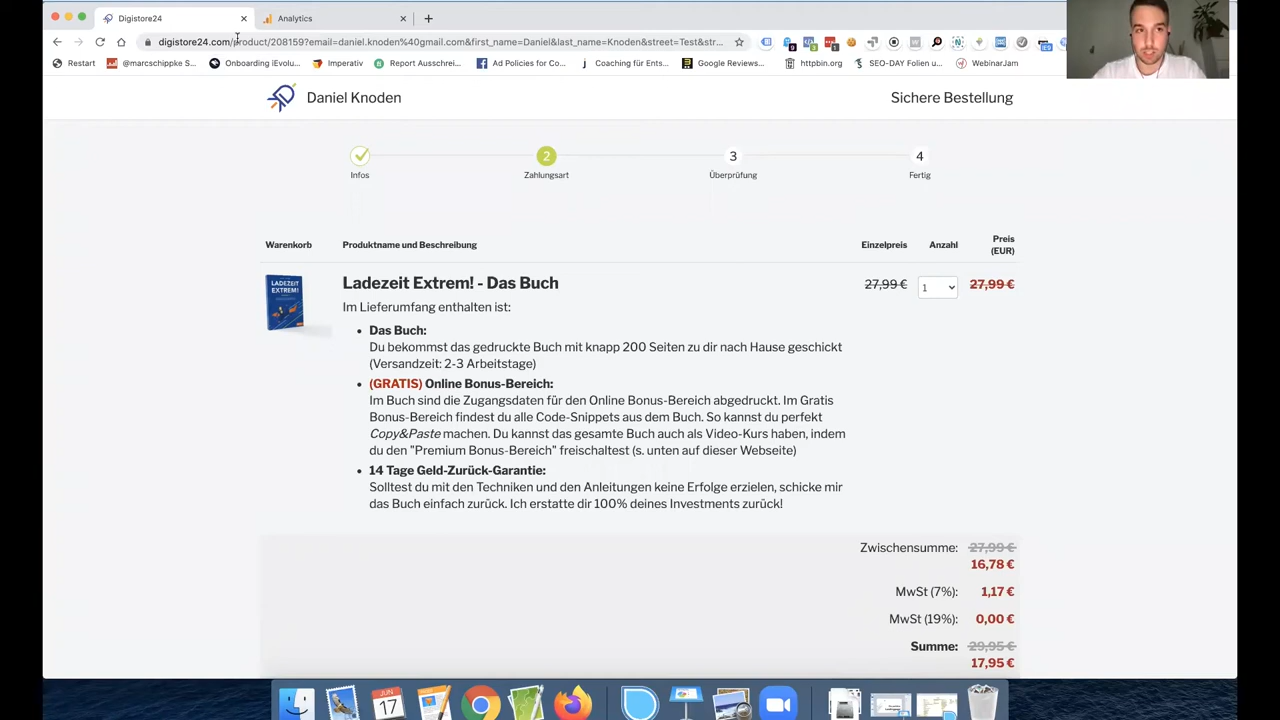 Digistore24
Analytics
digistore24.com/product/208159?email=daniel.knoden%40gmail.com&first_name=Daniel&last_name=Knoden&street=Test&str...
9
3
1
IE9
Restart
@marcschippke S...
Onboarding iEvolu...
Imperativ
Report Ausschrei...
Ad Policies for Co...
Coaching für Ents...
Google Reviews...
httpbin.org
SEO-DAY Folien u...
WebinarJam
Daniel Knoden
Sichere Bestellung
2
3
4
Infos
Zahlungsart
Überprüfung
Fertig
Warenkorb
Produktname und Beschreibung
Einzelpreis
Anzahl
Preis
(EUR)
LADEZEIT
EXTREM!
Ladezeit Extrem! - Das Buch
27,99 €
1
27,99 €
Im Lieferumfang enthalten ist:
• Das Buch:
Du bekommst das gedruckte Buch mit knapp 200 Seiten zu dir nach Hause geschickt
(Versandzeit: 2-3 Arbeitstage)
• (GRATIS) Online Bonus-Bereich:
Im Buch sind die Zugangsdaten für den Online Bonus-Bereich abgedruckt. Im Gratis
Bonus-Bereich findest du alle Code-Snippets aus dem Buch. So kannst du perfekt
Copy&Paste machen. Du kannst das gesamte Buch auch als Video-Kurs haben, indem
du den "Premium Bonus-Bereich" freischaltest (s. unten auf dieser Webseite)
• 14 Tage Geld-Zurück-Garantie:
Solltest du mit den Techniken und den Anleitungen keine Erfolge erzielen, schicke mir
das Buch einfach zurück. Ich erstatte dir 100% deines Investments zurück!
Zwischensumme:
27,99 €
16,78 €
MwSt (7%):
1,17 €
MwSt (19%):
0,00 €
Summe:
29,95 €
17,95 €
JUN
17